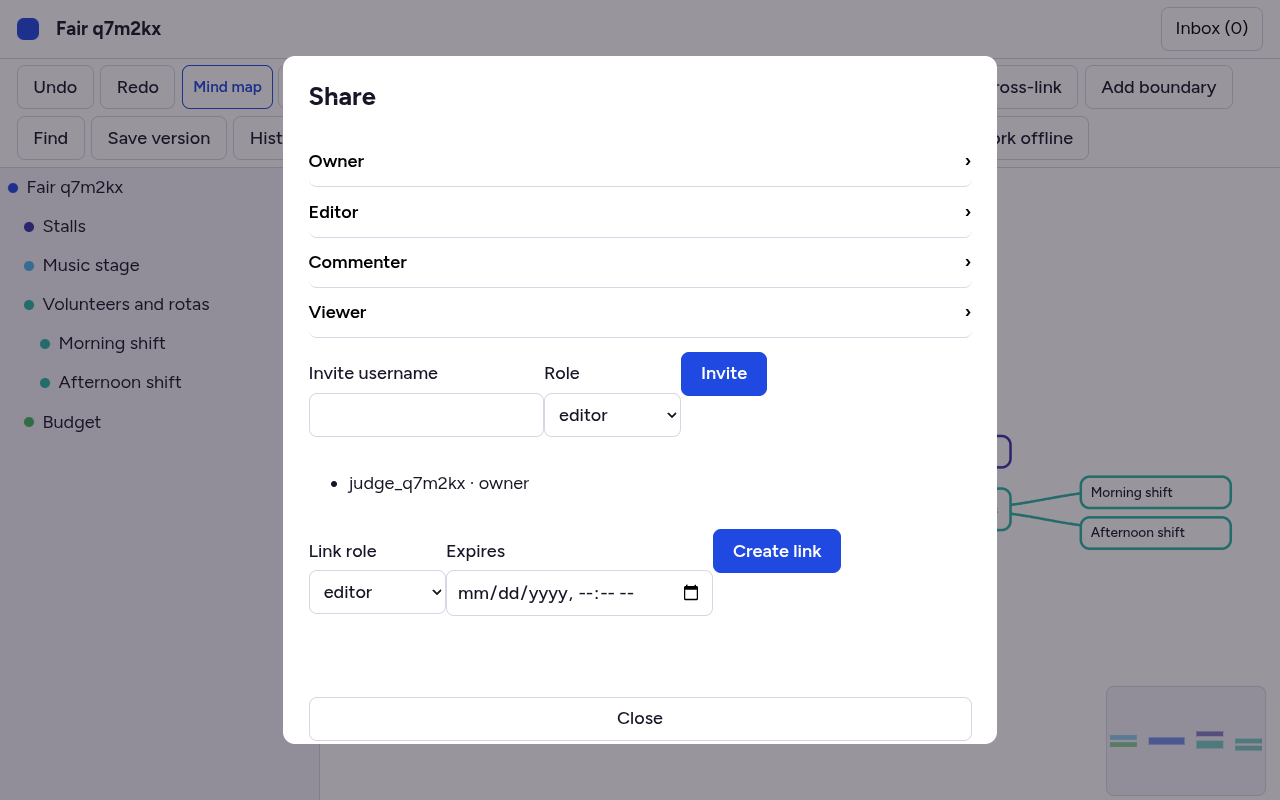 Fair q7m2kx
Inbox (0)
Undo
Redo
Mind map
ross-link
Add boundary
Find
Save version
Hist
rk offline
Fair q7m2kx
Stalls
Music stage
Volunteers and rotas
Morning shift
Afternoon shift
Budget
Share
Owner ›
Editor ›
Commenter ›
Viewer ›
Invite username
Role
Invite
editor
• judge_q7m2kx · owner
Link role
Expires
Create link
editor
mm/dd/yyyy, --:-- --
Close
Morning shift
Afternoon shift